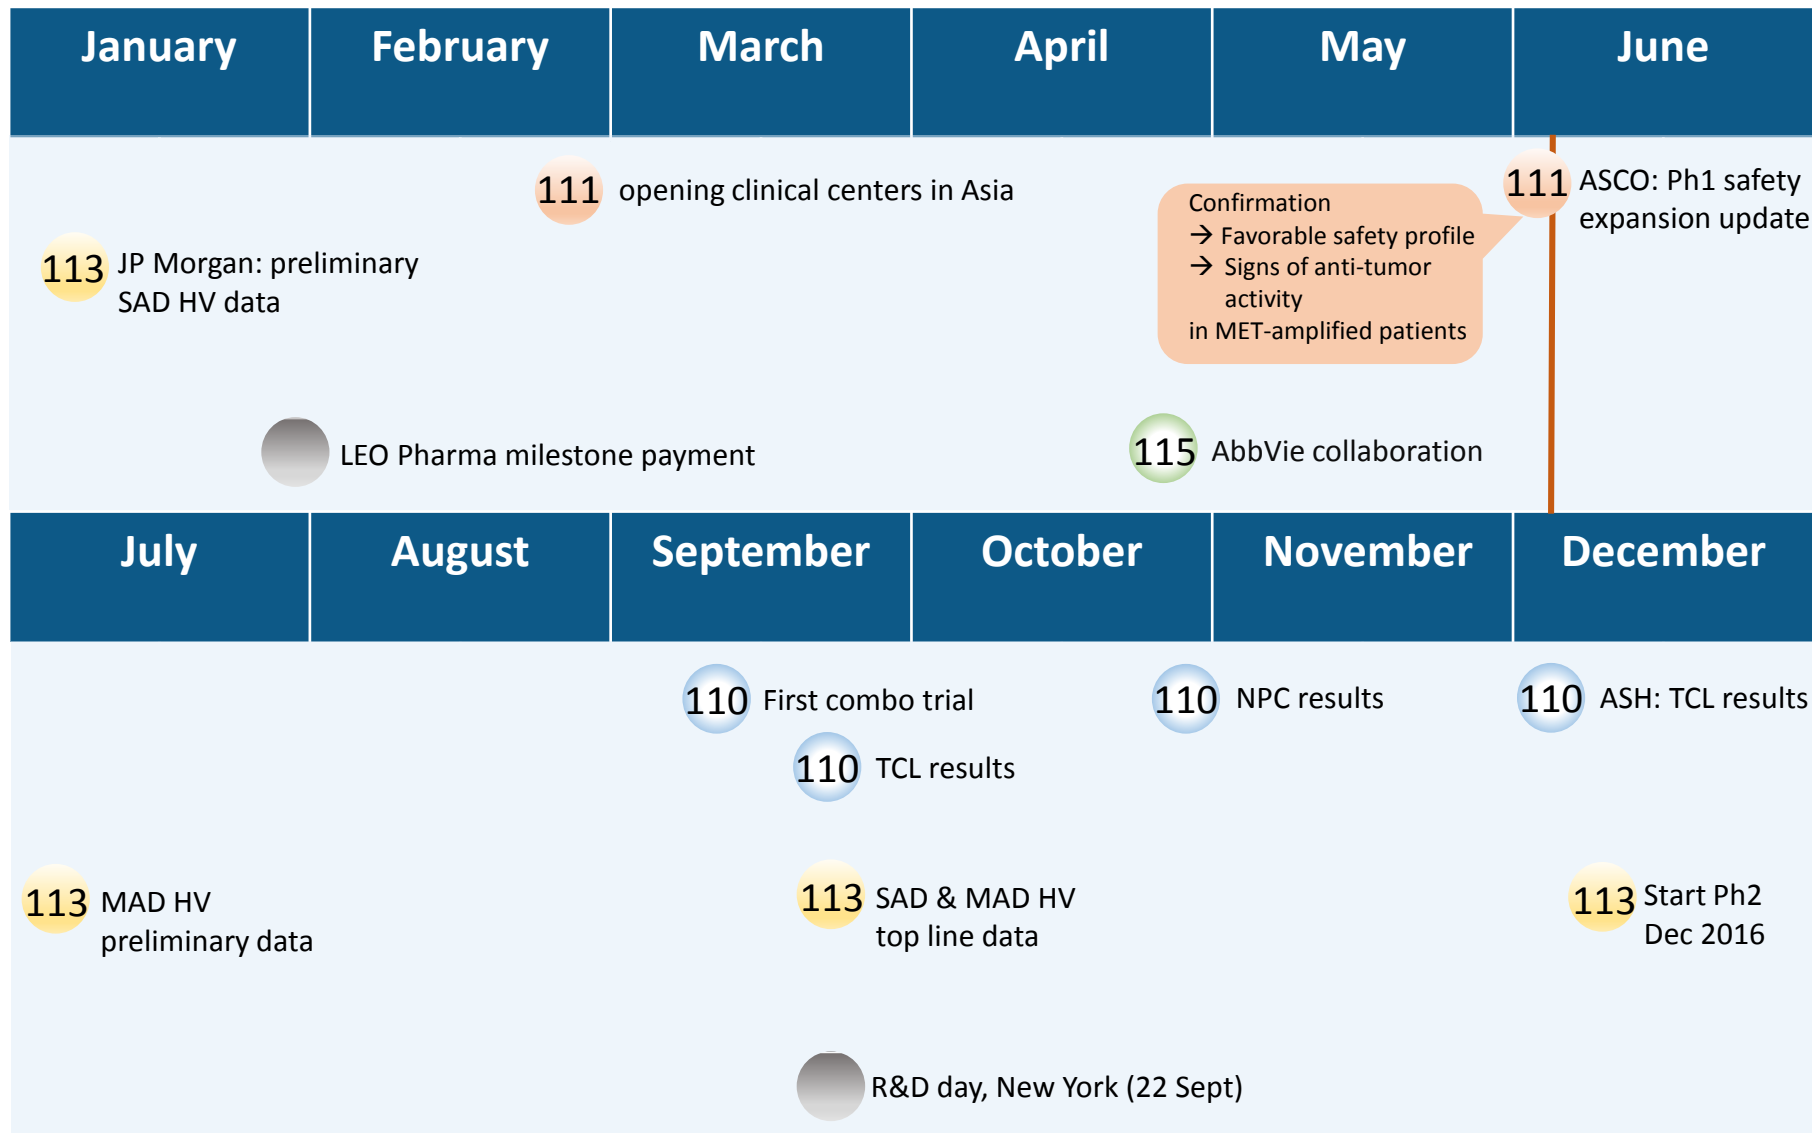 January
February
March
April
May
June
111
opening clinical centers in Asia
111
ASCO: Ph1 safety
expansion update
Confirmation
→ Favorable safety profile
→ Signs of anti-tumor
activity
in MET-amplified patients
113
JP Morgan: preliminary
SAD HV data
LEO Pharma milestone payment
115
AbbVie collaboration
July
August
September
October
November
December
110
First combo trial
110
NPC results
110
ASH: TCL results
110
TCL results
113
MAD HV
preliminary data
113
SAD & MAD HV
top line data
113
Start Ph2
Dec 2016
R&D day, New York (22 Sept)